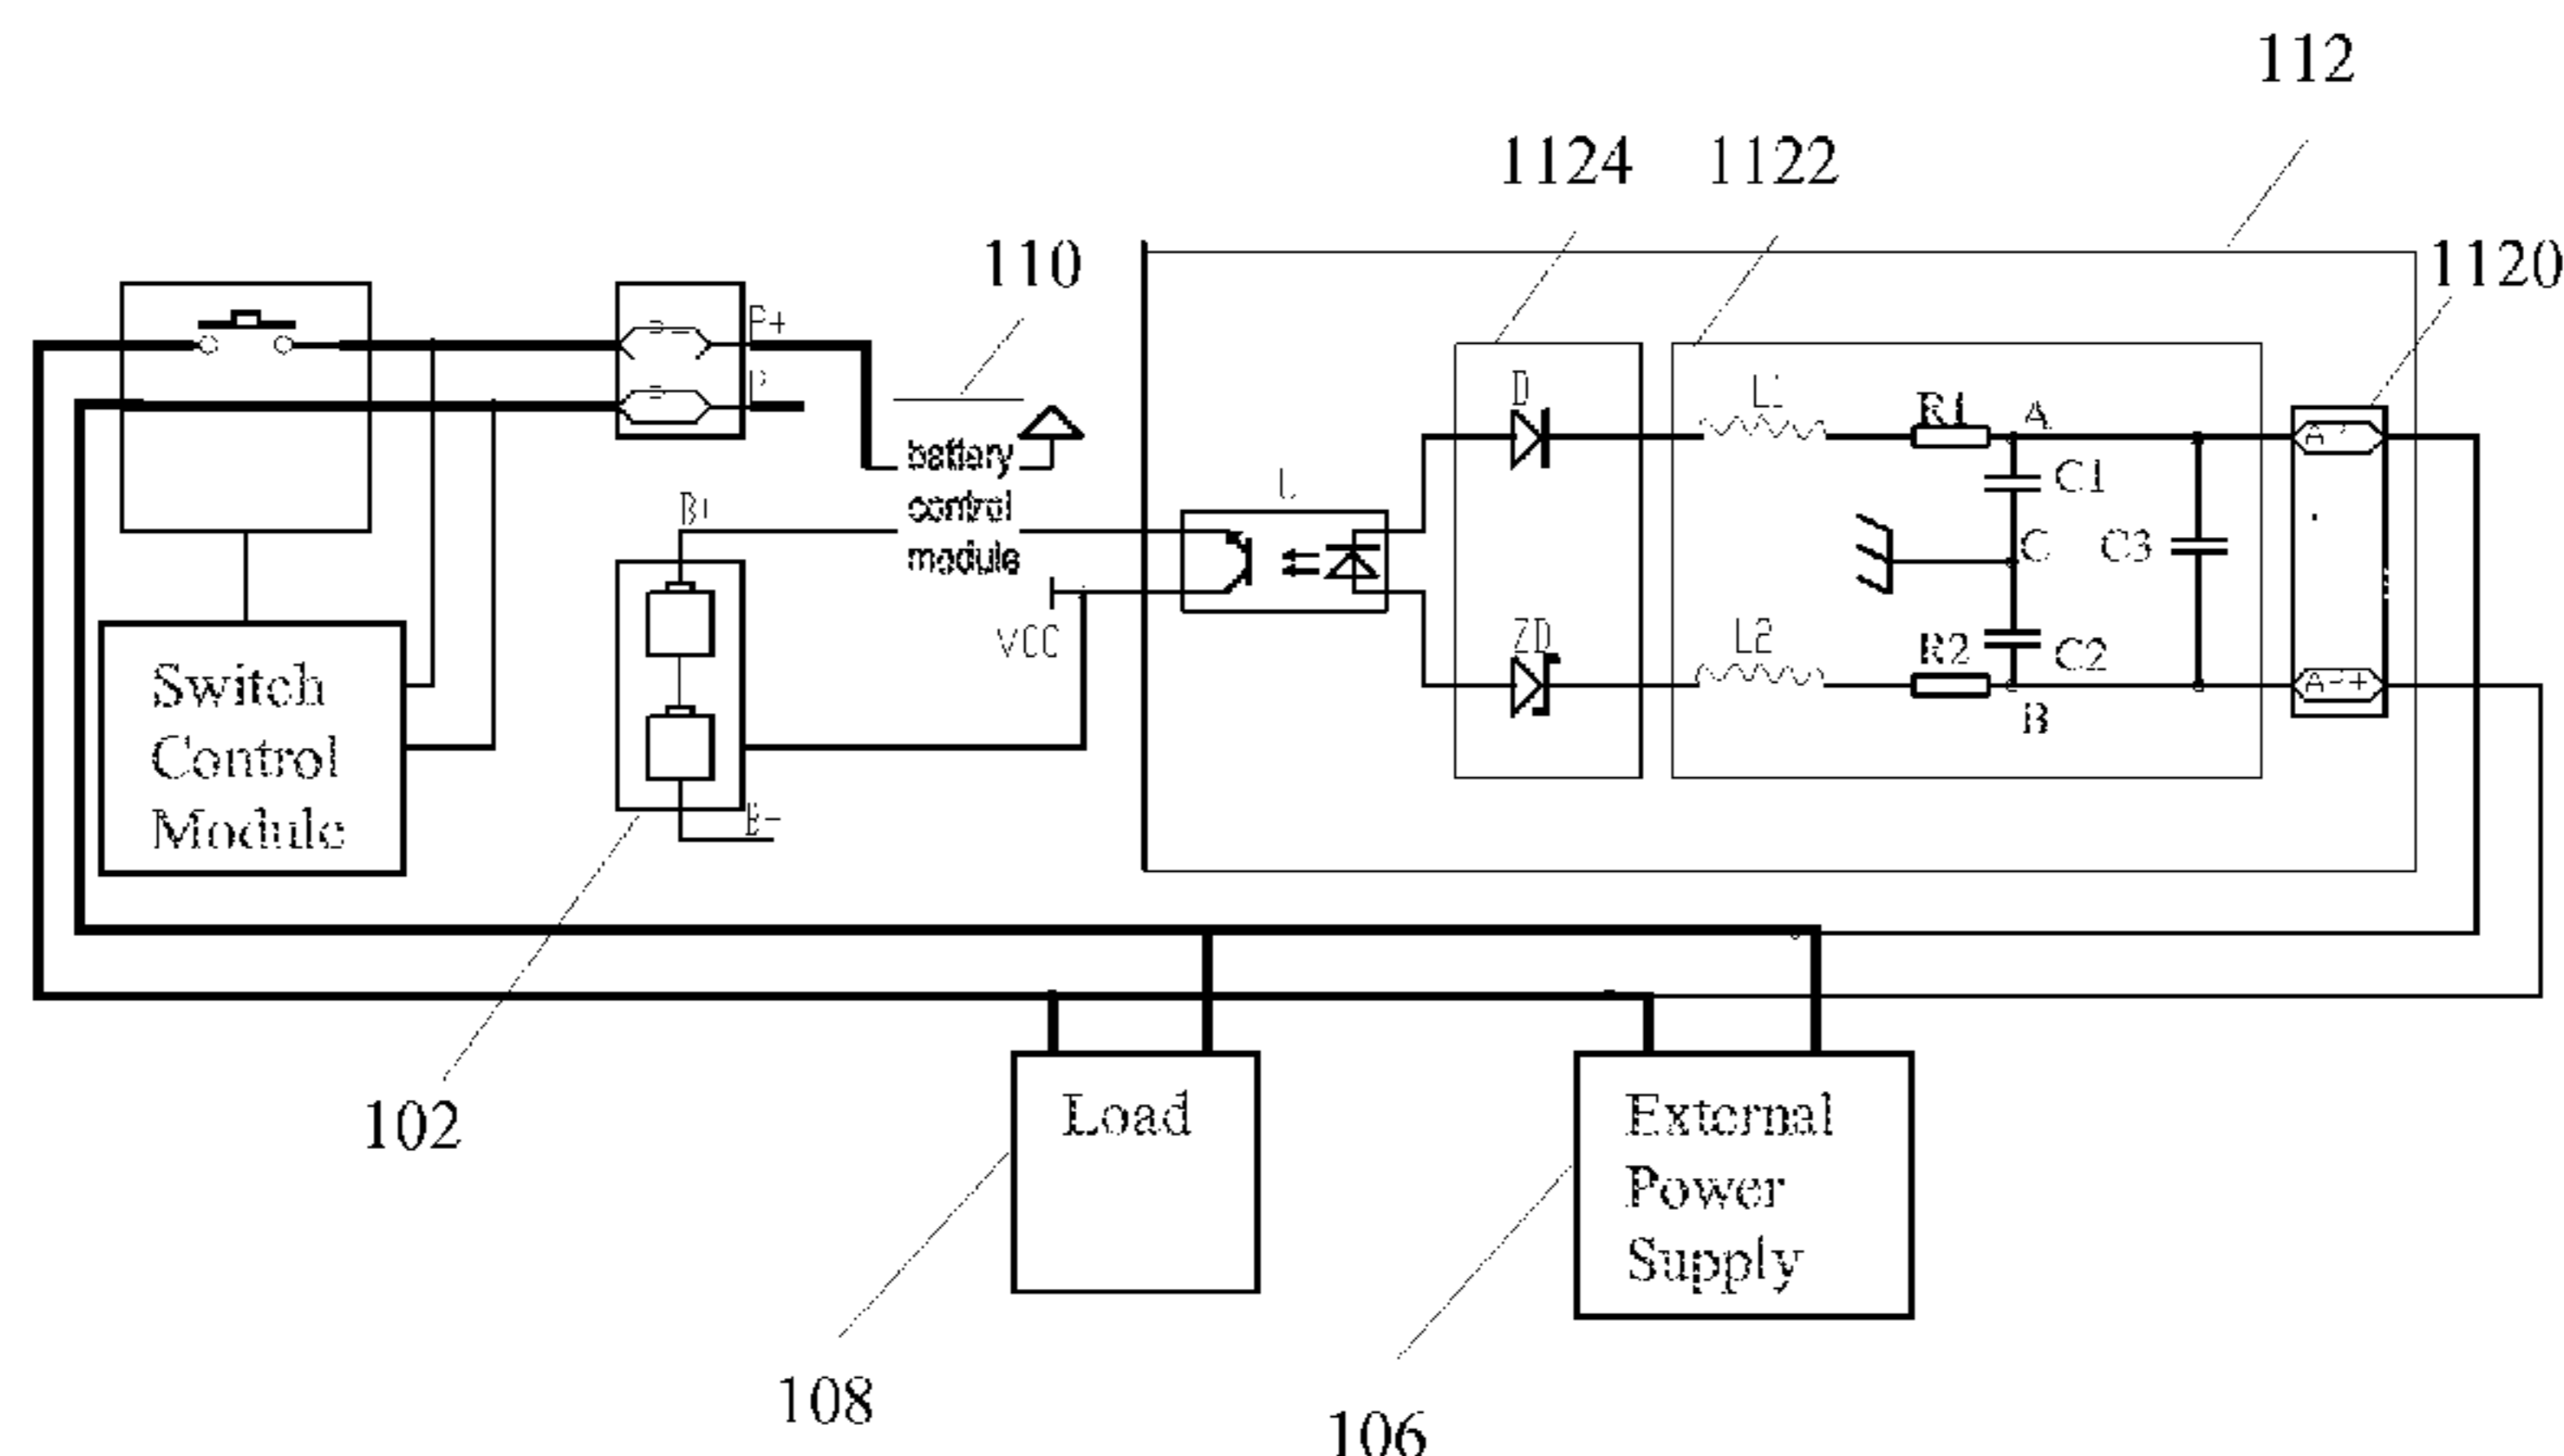 112
1124
1122
1120
110
P+
P
D
L1
R1
A
battery
control
module
C1
B+
C
C3
VCC
ZD
L2
R2
C2
B
AP+
Switch
Control
Module
B-
102
Load
External
Power
Supply
108
106